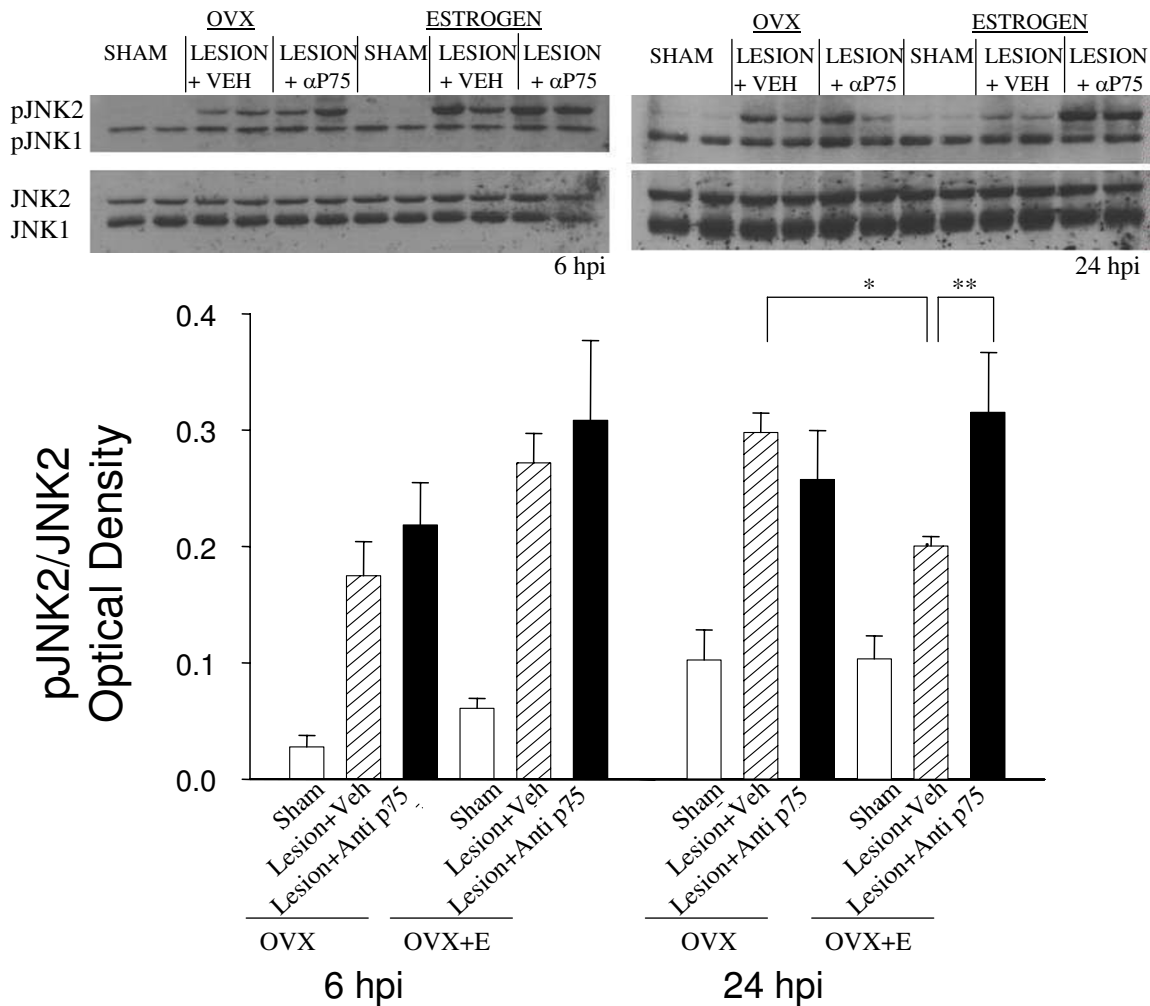 OVX ESTROGEN
SHAM LESION + VEH LESION + αP75 SHAM LESION + VEH LESION + αP75
pJNK2
pJNK1
JNK2
JNK1
6 hpi
OVX ESTROGEN
SHAM LESION + VEH LESION + αP75 SHAM LESION + VEH LESION + αP75
24 hpi
* **
pJNK2/JNK2
Optical Density
0.4
0.3
0.2
0.1
0.0
Sham
Lesion+Veh
Lesion+Anti p75
Sham
Lesion+Veh
Lesion+Anti p75
Sham
Lesion+Veh
Lesion+Anti p75
Sham
Lesion+Veh
Lesion+Anti p75
OVX OVX+E OVX OVX+E
6 hpi 24 hpi